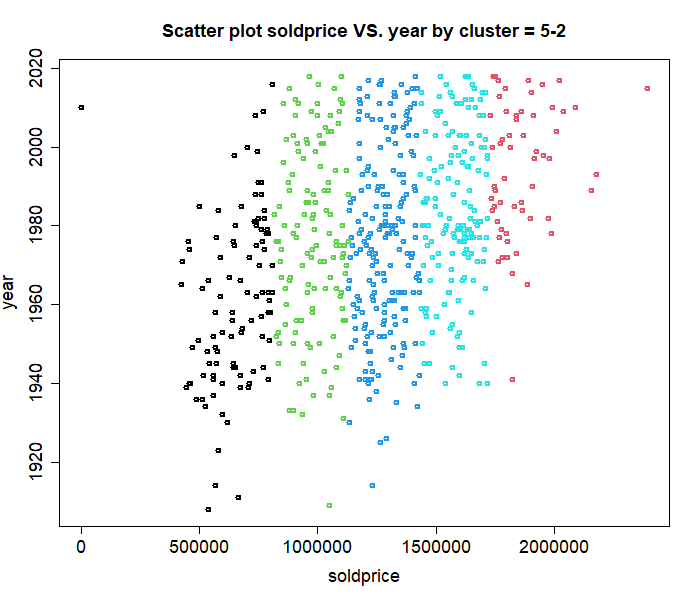 Scatter plot soldprice VS. year by cluster = 5-2
year
2020
2000
1980
1960
1940
1920
0 500000 1000000 1500000 2000000
soldprice